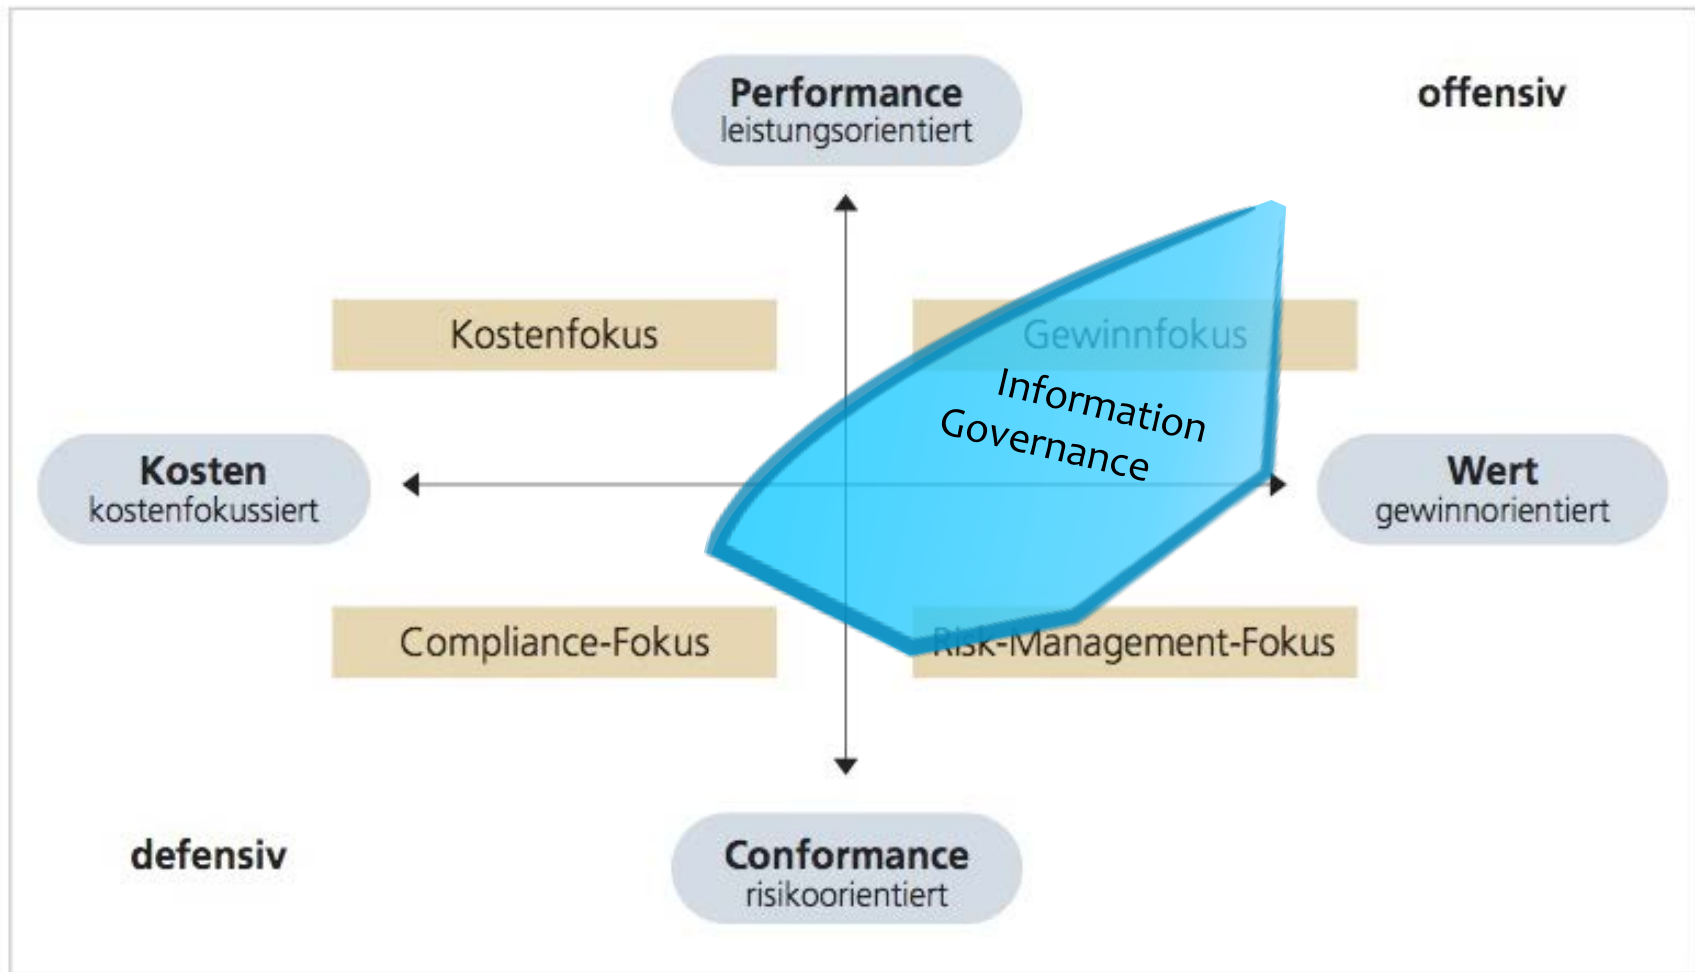 Performance
leistungsorientiert
offensiv
Kostenfokus
Gewinnfokus
Information
Governance
Kosten
kostenfokussiert
Wert
gewinnorientiert
Compliance-Fokus
Risk-Management-Fokus
defensiv
Conformance
risikoorientiert